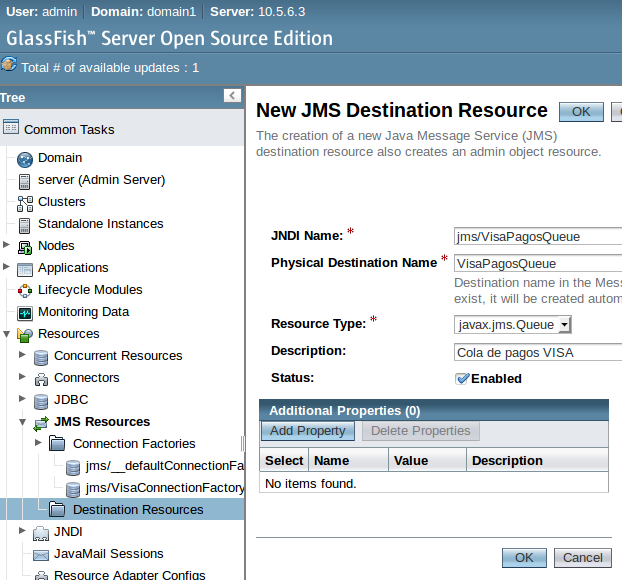 User: admin Domain: domain1 Server: 10.5.6.3
GlassFish™ Server Open Source Edition
Total # of available updates : 1
Tree
Common Tasks
Domain
server (Admin Server)
Clusters
Standalone Instances
Nodes
Applications
Lifecycle Modules
Monitoring Data
Resources
Concurrent Resources
Connectors
JDBC
JMS Resources
Connection Factories
jms/__defaultConnectionFa
jms/VisaConnectionFactory
Destination Resources
JNDI
JavaMail Sessions
Resource Adapter Configs
New JMS Destination Resource OK
The creation of a new Java Message Service (JMS)
destination resource also creates an admin object resource.
JNDI Name: * jms/VisaPagosQueue
Physical Destination Name * VisaPagosQueue
Destination name in the Mes
exist, it will be created autom
Resource Type: * javax.jms.Queue
Description: Cola de pagos VISA
Status: Enabled
Additional Properties (0)
Add Property Delete Properties
Select Name Value Description
No items found.
OK Cancel